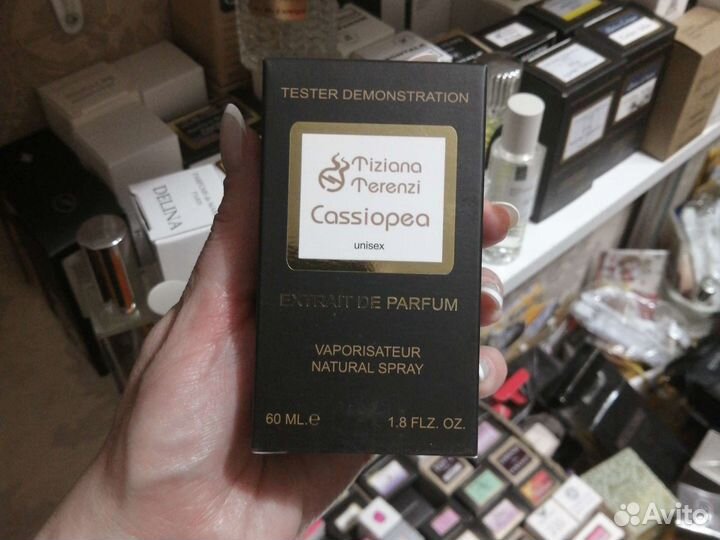 TESTER DEMONSTRATION
Tiziana
Terenzi
Cassiopea
unisex
EXTRAIT DE PARFUM
VAPORISATEUR
NATURAL SPRAY
60 ML.e
1.8 FLZ. OZ.
DELINA
Avito